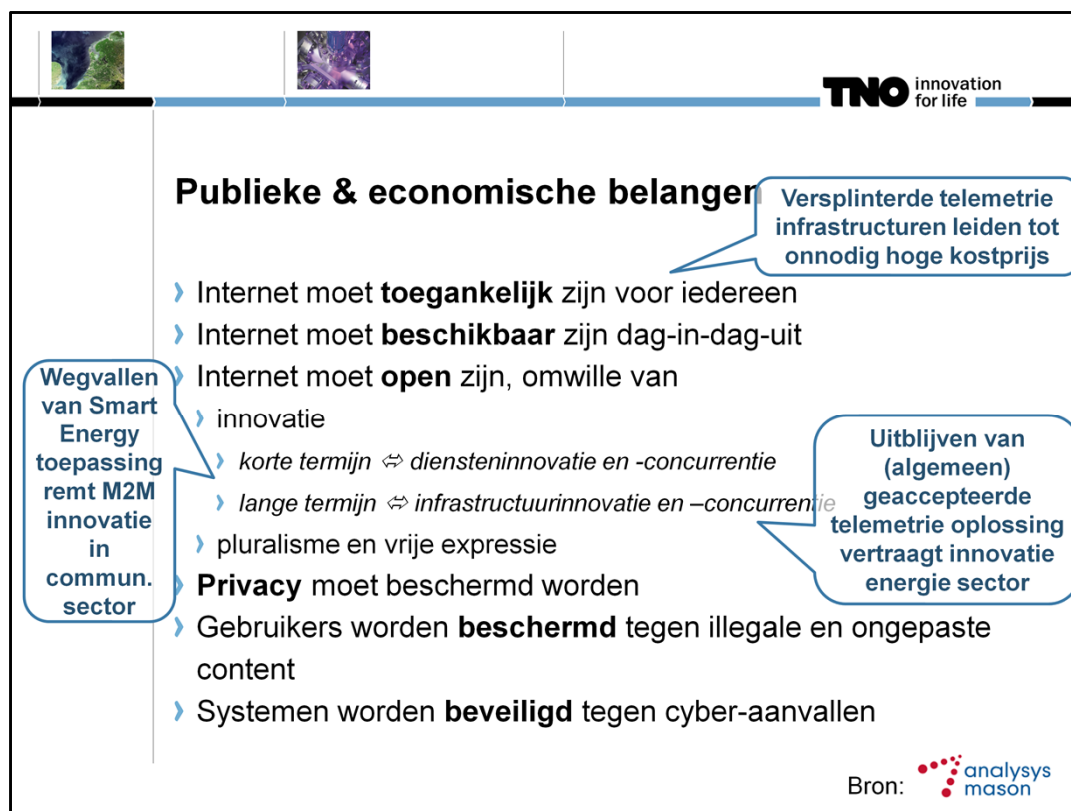 TNO innovation
for life
Publieke & economische belangen
Versplinterde telemetrie
infrastructuren leiden tot
onnodig hoge kostprijs
Internet moet toegankelijk zijn voor iedereen
Internet moet beschikbaar zijn dag-in-dag-uit
Internet moet open zijn, omwille van
innovatie
korte termijn ⇔ diensteninnovatie en -concurrentie
lange termijn ⇔ infrastructuurinnovatie en –concurrentie
pluralisme en vrije expressie
Privacy moet beschermd worden
Gebruikers worden beschermd tegen illegale en ongepaste
content
Systemen worden beveiligd tegen cyber-aanvallen
Wegvallen
van Smart
Energy
toepassing
remt M2M
innovatie
in
commun.
sector
Uitblijven van
(algemeen)
geaccepteerde
telemetrie oplossing
vertraagt innovatie
energie sector
Bron: analysys
mason